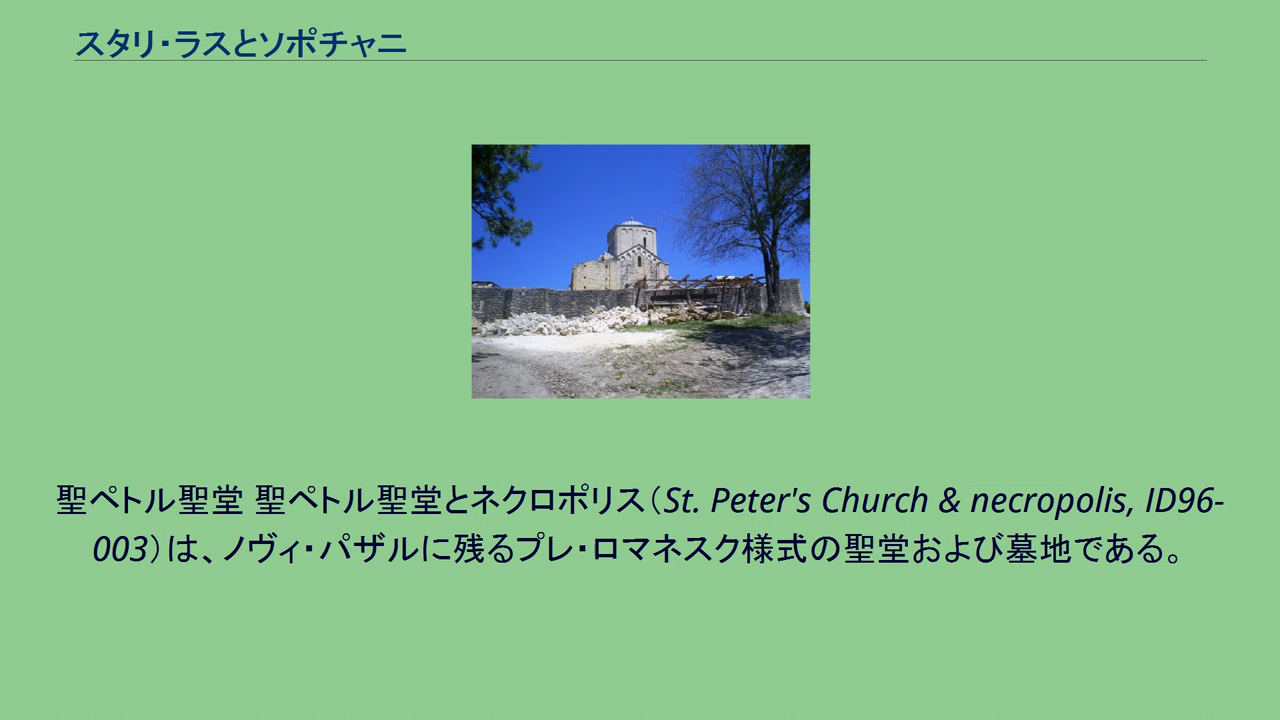 スタリ・ラスとソポチャニ
聖ペトル聖堂 聖ペトル聖堂とネクロポリス（St. Peter's Church & necropolis, ID96-
003）は、ノヴィ・パザルに残るプレ・ロマネスク様式の聖堂および墓地である。